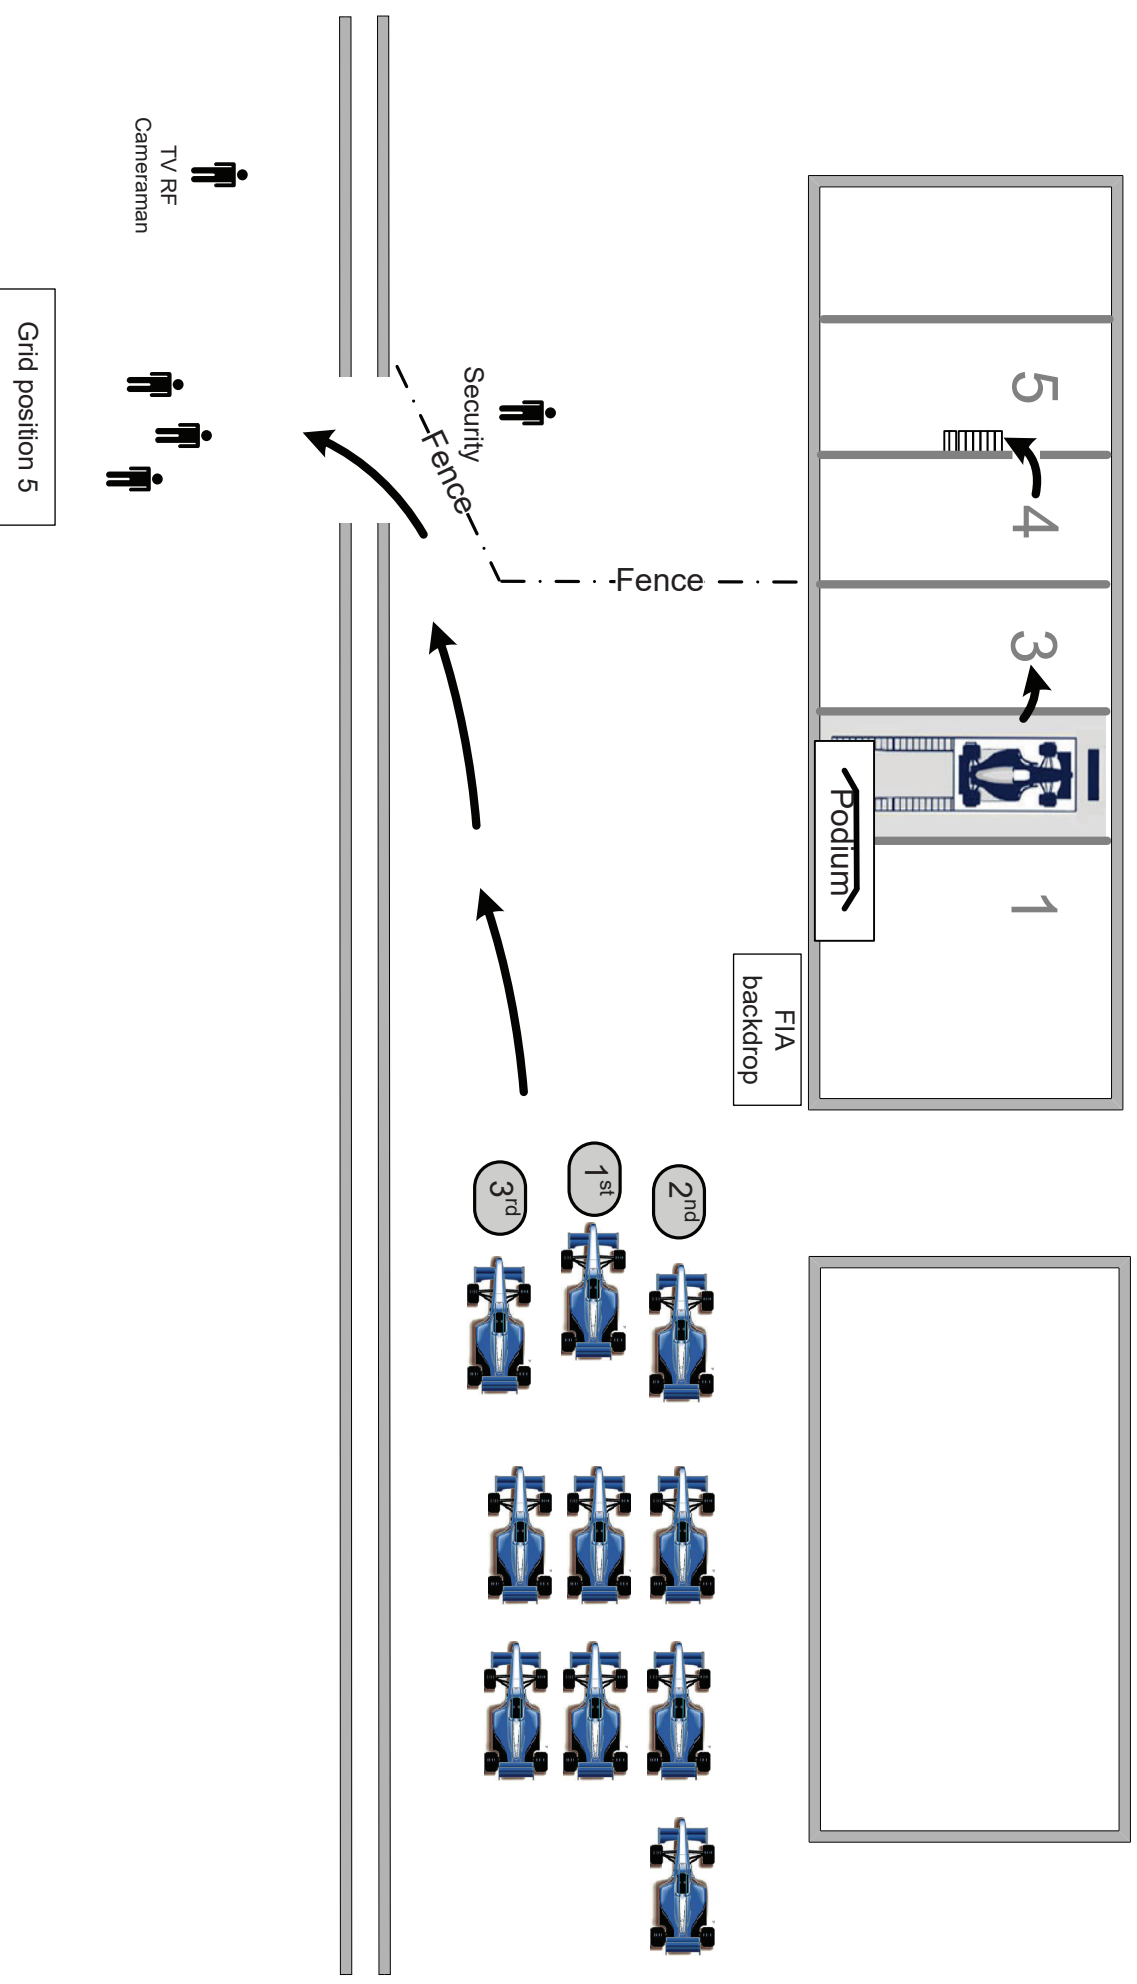 TV RF
Cameraman
Grid position 5
Security
Fence
Fence
5
4
3
1
Podium
FIA
backdrop
3rd
1st
2nd